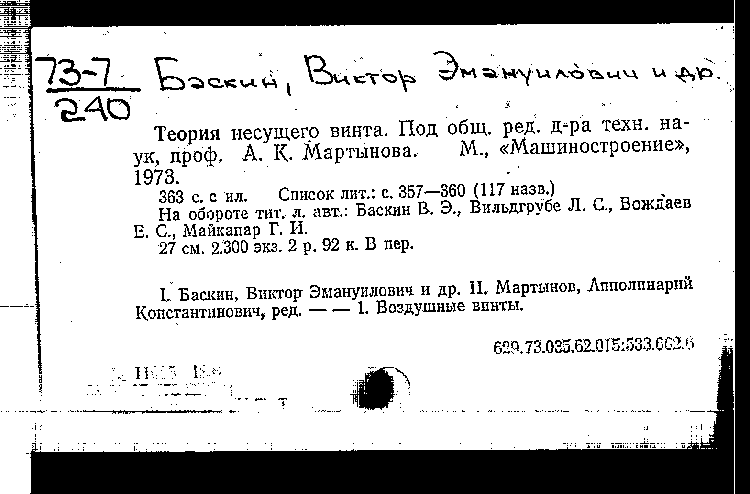 73-7
240
Баскин, Виктор Эмануилович и др.
Теория несущего винта. Под общ. ред. д-ра техн. на-
ук, проф. А. К. Мартынова. М., «Машиностроение»,
1973.
363 с. с ил. Список лит.: с. 357—360 (117 назв.)
На обороте тит. л. авт.: Баскин В. Э., Вильдгрубе Л. С., Вождаев
Е. С., Майкапар Г. И.
27 см. 2.300 экз. 2 р. 92 к. В пер.
I. Баскин, Виктор Эмануилович и др. II. Мартынов, Апполинарий
Константинович, ред. — — 1. Воздушные винты.
629.73.035.62.015:533.662.6